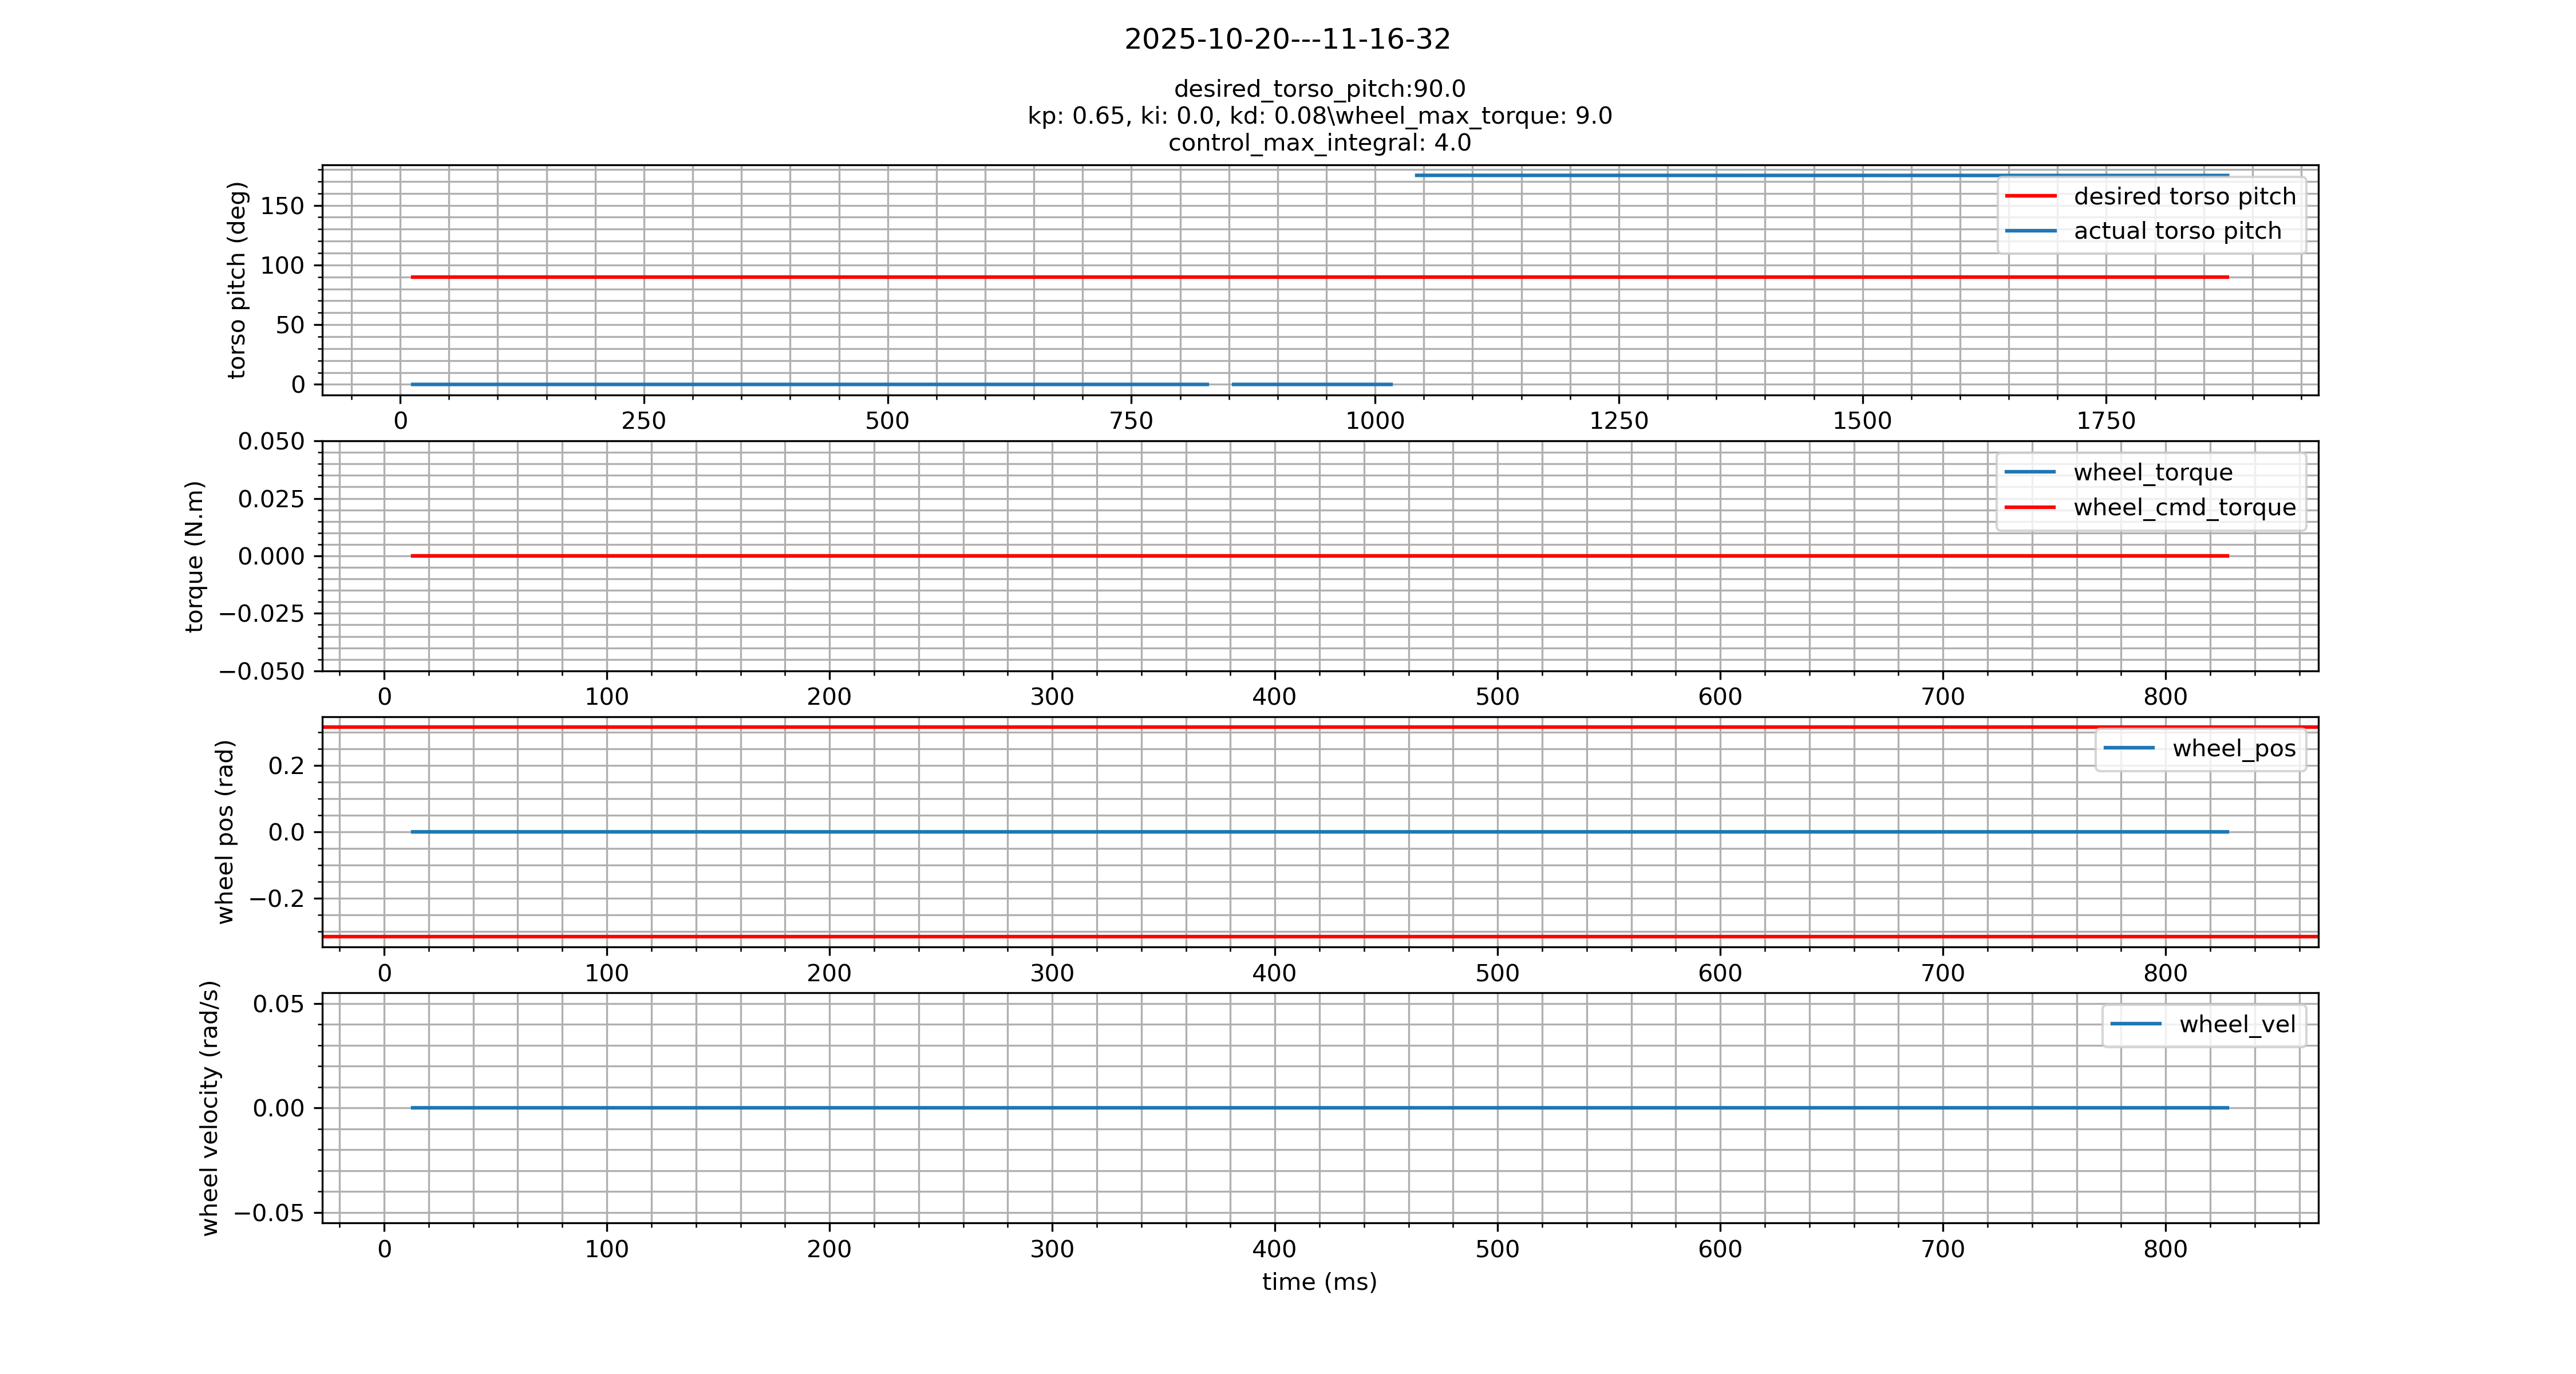 2025-10-20---11-16-32
desired_torso_pitch:90.0
kp: 0.65, ki: 0.0, kd: 0.08\wheel_max_torque: 9.0
control_max_integral: 4.0
torso pitch (deg)
150
100
50
0
desired torso pitch
actual torso pitch
0 250 500 750 1000 1250 1500 1750
torque (N.m)
0.050
0.025
0.000
−0.025
−0.050
wheel_torque
wheel_cmd_torque
0 100 200 300 400 500 600 700 800
wheel pos (rad)
0.2
0.0
−0.2
wheel_pos
0 100 200 300 400 500 600 700 800
wheel velocity (rad/s)
0.05
0.00
−0.05
wheel_vel
0 100 200 300 400 500 600 700 800
time (ms)